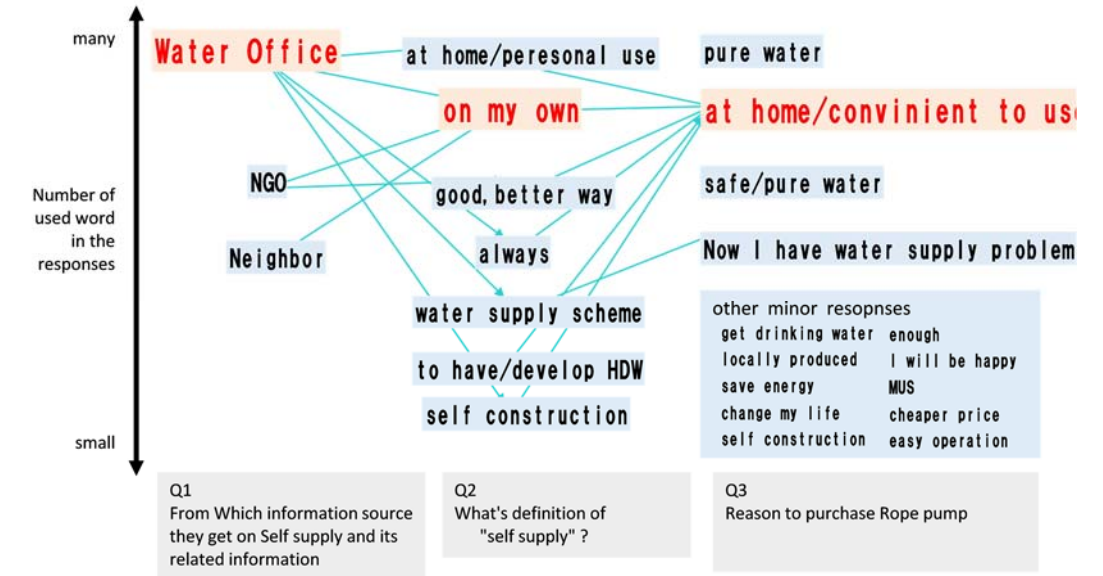 many
Water Office
at home/peresonal use
pure water
on my own
at home/convinient to us
NGO
good,better way
safe/pure water
Number of
used word
in the
responses
Neighbor
always
Now I have water supply problem
water supply scheme
to have/develop HDW
self construction
other minor resopnses
get drinking water enough
locally produced I will be happy
save energy MUS
change my life cheaper price
self construction easy operation
small
Q1
From Which information source
they get on Self supply and its
related information
Q2
What's definition of
"self supply" ?
Q3
Reason to purchase Rope pump